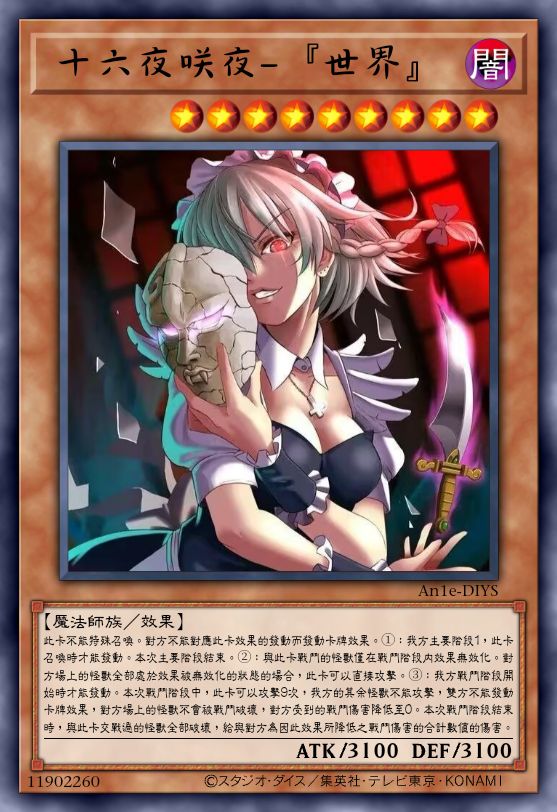 十六夜咲夜–『世界』
闇
An1e-DIYS
【魔法師族／效果】
此卡不能特殊召喚。對方不能對應此卡效果的發動而發動卡牌效果。①：我方主要階段1，此卡
召喚時才能發動。本次主要階段結束。②：與此卡戰鬥的怪獸僅在戰鬥階段內效果無效化。對
方場上的怪獸全部處於效果被無效化的狀態的場合，此卡可以直接攻擊。③：我方戰鬥階段開
始時才能發動。本次戰鬥階段中，此卡可以攻擊9次，我方的其余怪獸不能攻擊，雙方不能發動
卡牌效果，對方場上的怪獸不會被戰鬥破壞，對方受到的戰鬥傷害降低至0。本次戰鬥階段結束
時，與此卡交戰過的怪獸全部破壞，給與對方為因此效果所降低之戰鬥傷害的合計數值的傷害。
ATK/3100 DEF/3100
11902260 ©スタジオ・ダイス／集英社・テレビ東京・KONAMI